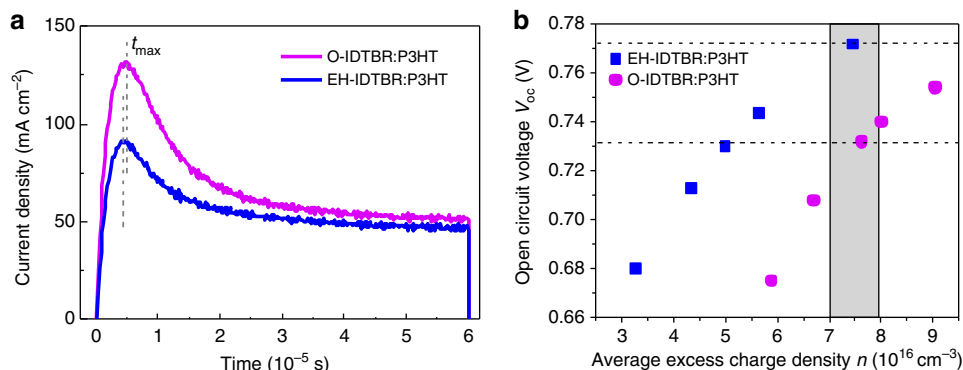 a
150
100
50
0
Current density (mA cm⁻²)
t_max
O-IDTBR:P3HT
EH-IDTBR:P3HT
0 1 2 3 4 5 6
Time (10⁻⁵ s)
b
0.78
0.76
0.74
0.72
0.70
0.68
0.66
Open circuit voltage V_oc (V)
EH-IDTBR:P3HT
O-IDTBR:P3HT
3 4 5 6 7 8 9
Average excess charge density n (10¹⁶ cm⁻³)